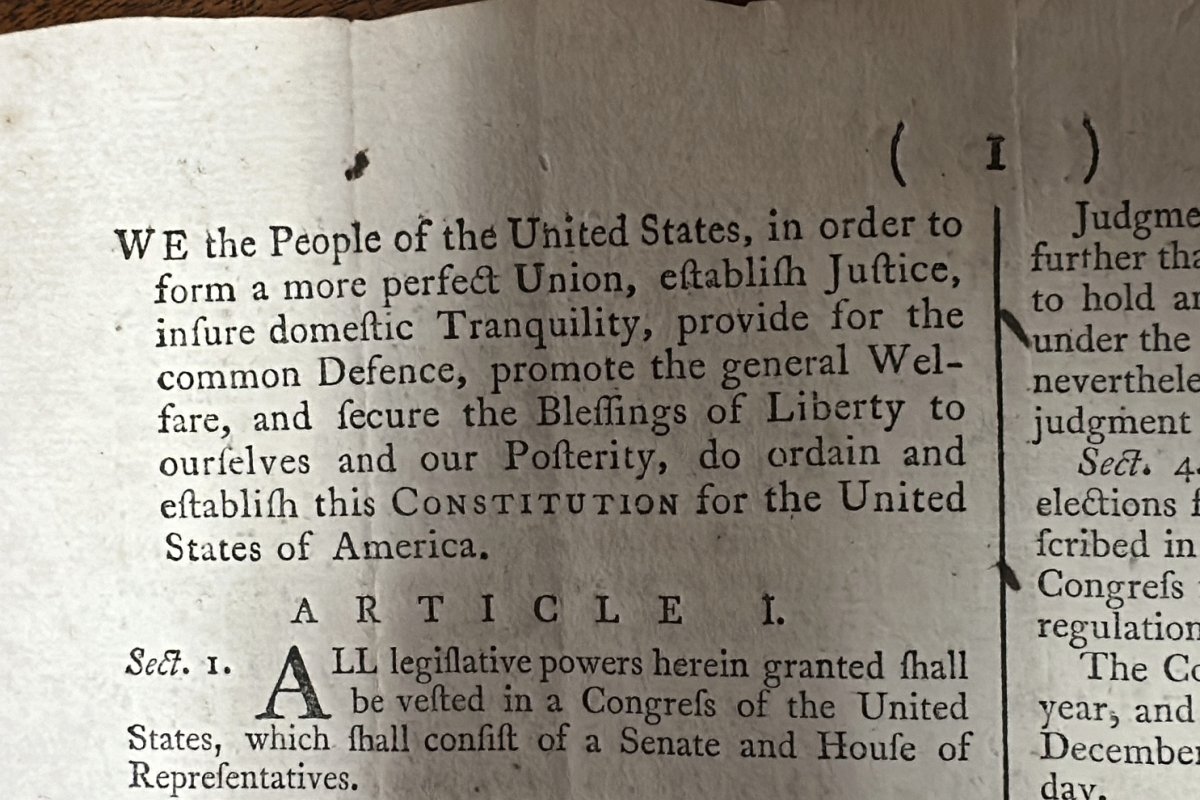 ( 1 )
WE the People of the United States, in order to
form a more perfect Union, eſtabliſh Juſtice,
inſure domeſtic Tranquility, provide for the
common Defence, promote the general Wel-
fare, and ſecure the Bleſſings of Liberty to
ourſelves and our Poſterity, do ordain and
eſtabliſh this CONSTITUTION for the United
States of America.
ARTICLE I.
Sect. 1. ALL legiſlative powers herein granted ſhall
be veſted in a Congreſs of the United
States, which ſhall conſiſt of a Senate and Houſe of
Repreſentatives.
further
to hold
under the
judgment
Sect. 4.
elections
ſcribed in
Congreſs
The
year, and
day.